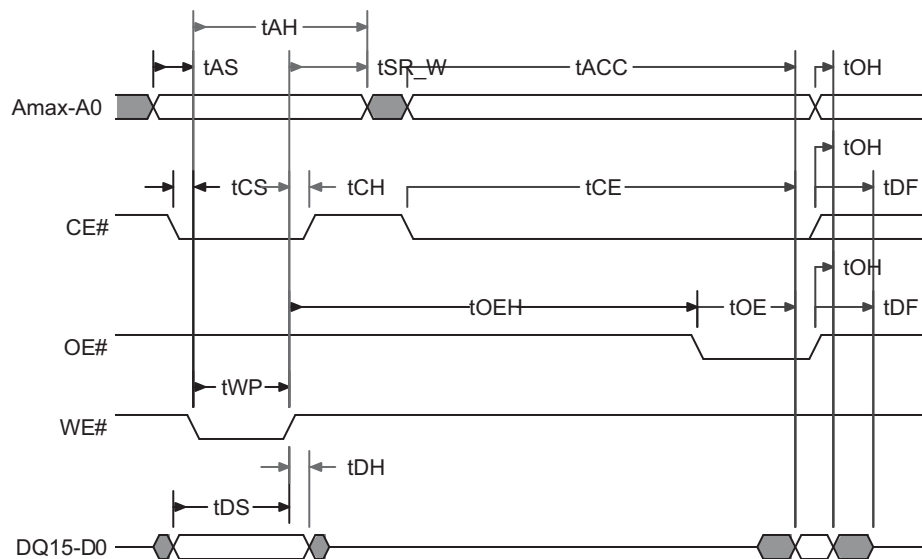 tAH
tAS tSR_W tACC tOH
Amax-A0
tOH
tCS tCH tCE tDF
CE#
tOH
tOEH tOE tDF
OE#
tWP
WE#
tDH
tDS
DQ15-D0